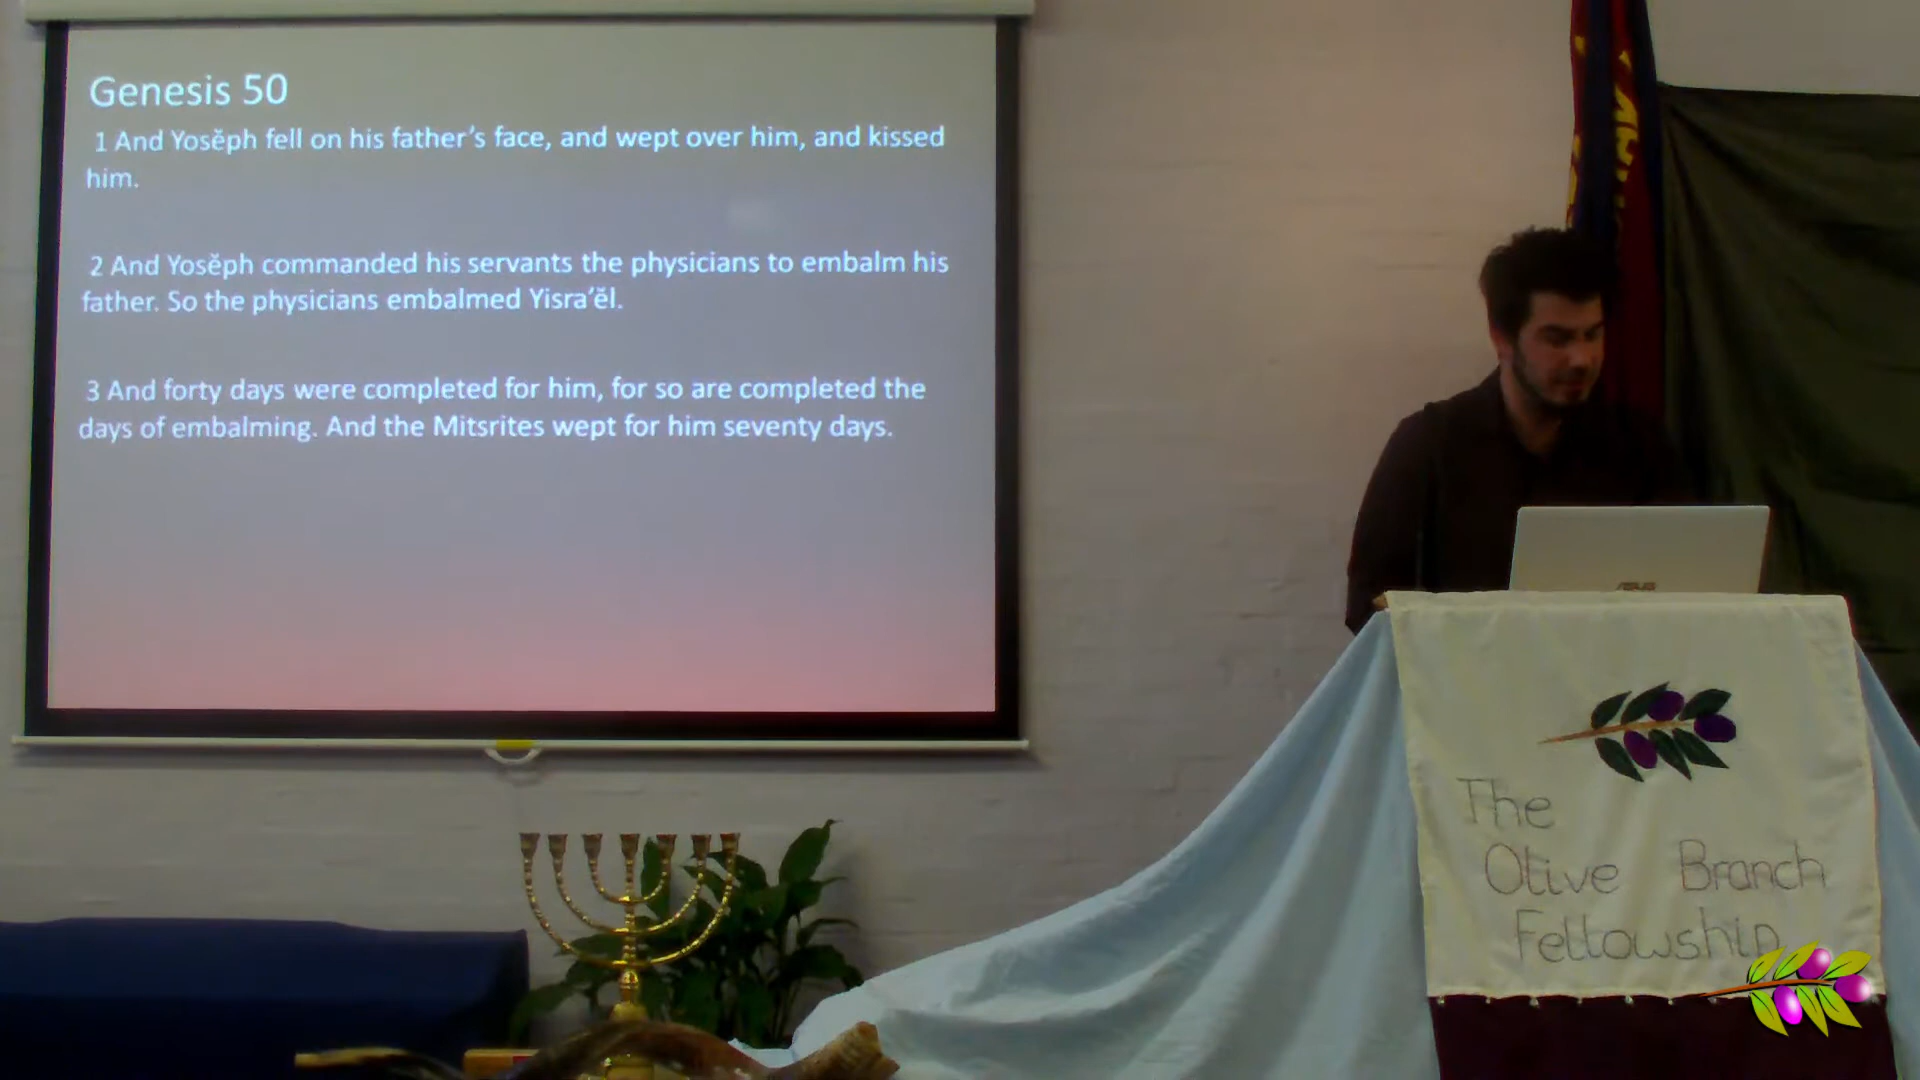 Genesis 50
1 And Yosĕph fell on his father's face, and wept over him, and kissed
him.
2 And Yosĕph commanded his servants the physicians to embalm his
father. So the physicians embalmed Yisra'ĕl.
3 And forty days were completed for him, for so are completed the
days of embalming. And the Mitsrites wept for him seventy days.
ASUS
The
Olive Branch
Fellowship